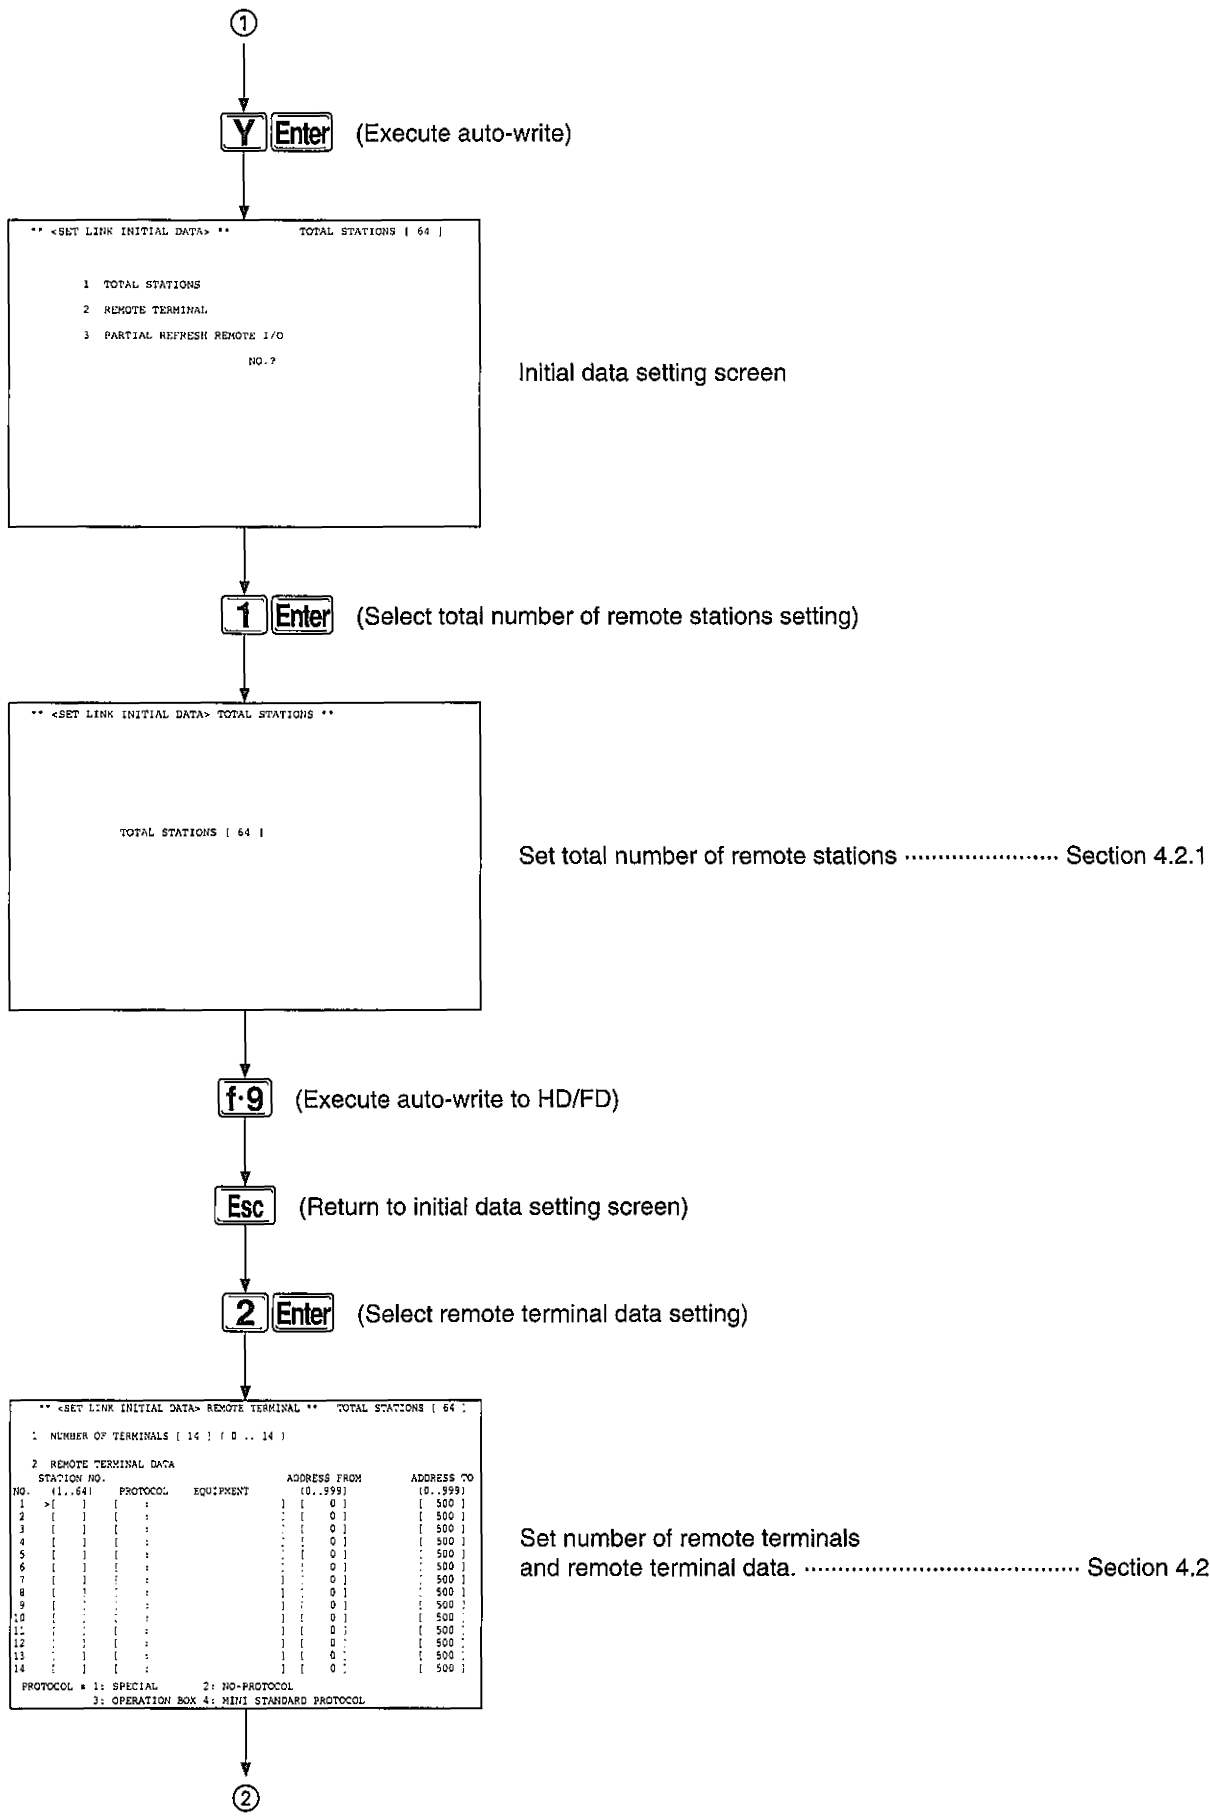 ①
Y Enter (Execute auto-write)
** <SET LINK INITIAL DATA> ** TOTAL STATIONS [ 64 ]
1 TOTAL STATIONS
2 REMOTE TERMINAL
3 PARTIAL REFRESH REMOTE I/O
NO.?
Initial data setting screen
1 Enter (Select total number of remote stations setting)
** <SET LINK INITIAL DATA> TOTAL STATIONS **
TOTAL STATIONS [ 64 ]
Set total number of remote stations ······················· Section 4.2.1
f·9 (Execute auto-write to HD/FD)
Esc (Return to initial data setting screen)
2 Enter (Select remote terminal data setting)
** <SET LINK INITIAL DATA> REMOTE TERMINAL ** TOTAL STATIONS [ 64 ]
1 NUMBER OF TERMINALS [ 14 ] ( 0 .. 14 )
2 REMOTE TERMINAL DATA
STATION NO. ADDRESS FROM ADDRESS TO
NO. (1..64) PROTOCOL EQUIPMENT (0..999) (0..999)
1 >[ ] [ : ] [ 0 ] [ 500 ]
2 [ ] [ : ] [ 0 ] [ 500 ]
3 [ ] [ : ] [ 0 ] [ 500 ]
4 [ ] [ : ] [ 0 ] [ 500 ]
5 [ ] [ : ] [ 0 ] [ 500 ]
6 [ ] [ : ] [ 0 ] [ 500 ]
7 [ ] [ : ] [ 0 ] [ 500 ]
8 [ ] [ : ] [ 0 ] [ 500 ]
9 [ ] [ : ] [ 0 ] [ 500 ]
10 [ ] [ : ] [ 0 ] [ 500 ]
11 [ ] [ : ] [ 0 ] [ 500 ]
12 [ ] [ : ] [ 0 ] [ 500 ]
13 [ ] [ : ] [ 0 ] [ 500 ]
14 [ ] [ : ] [ 0 ] [ 500 ]
PROTOCOL * 1: SPECIAL 2: NO-PROTOCOL
3: OPERATION BOX 4: MINI STANDARD PROTOCOL
Set number of remote terminals
and remote terminal data. ········································· Section 4.2
②